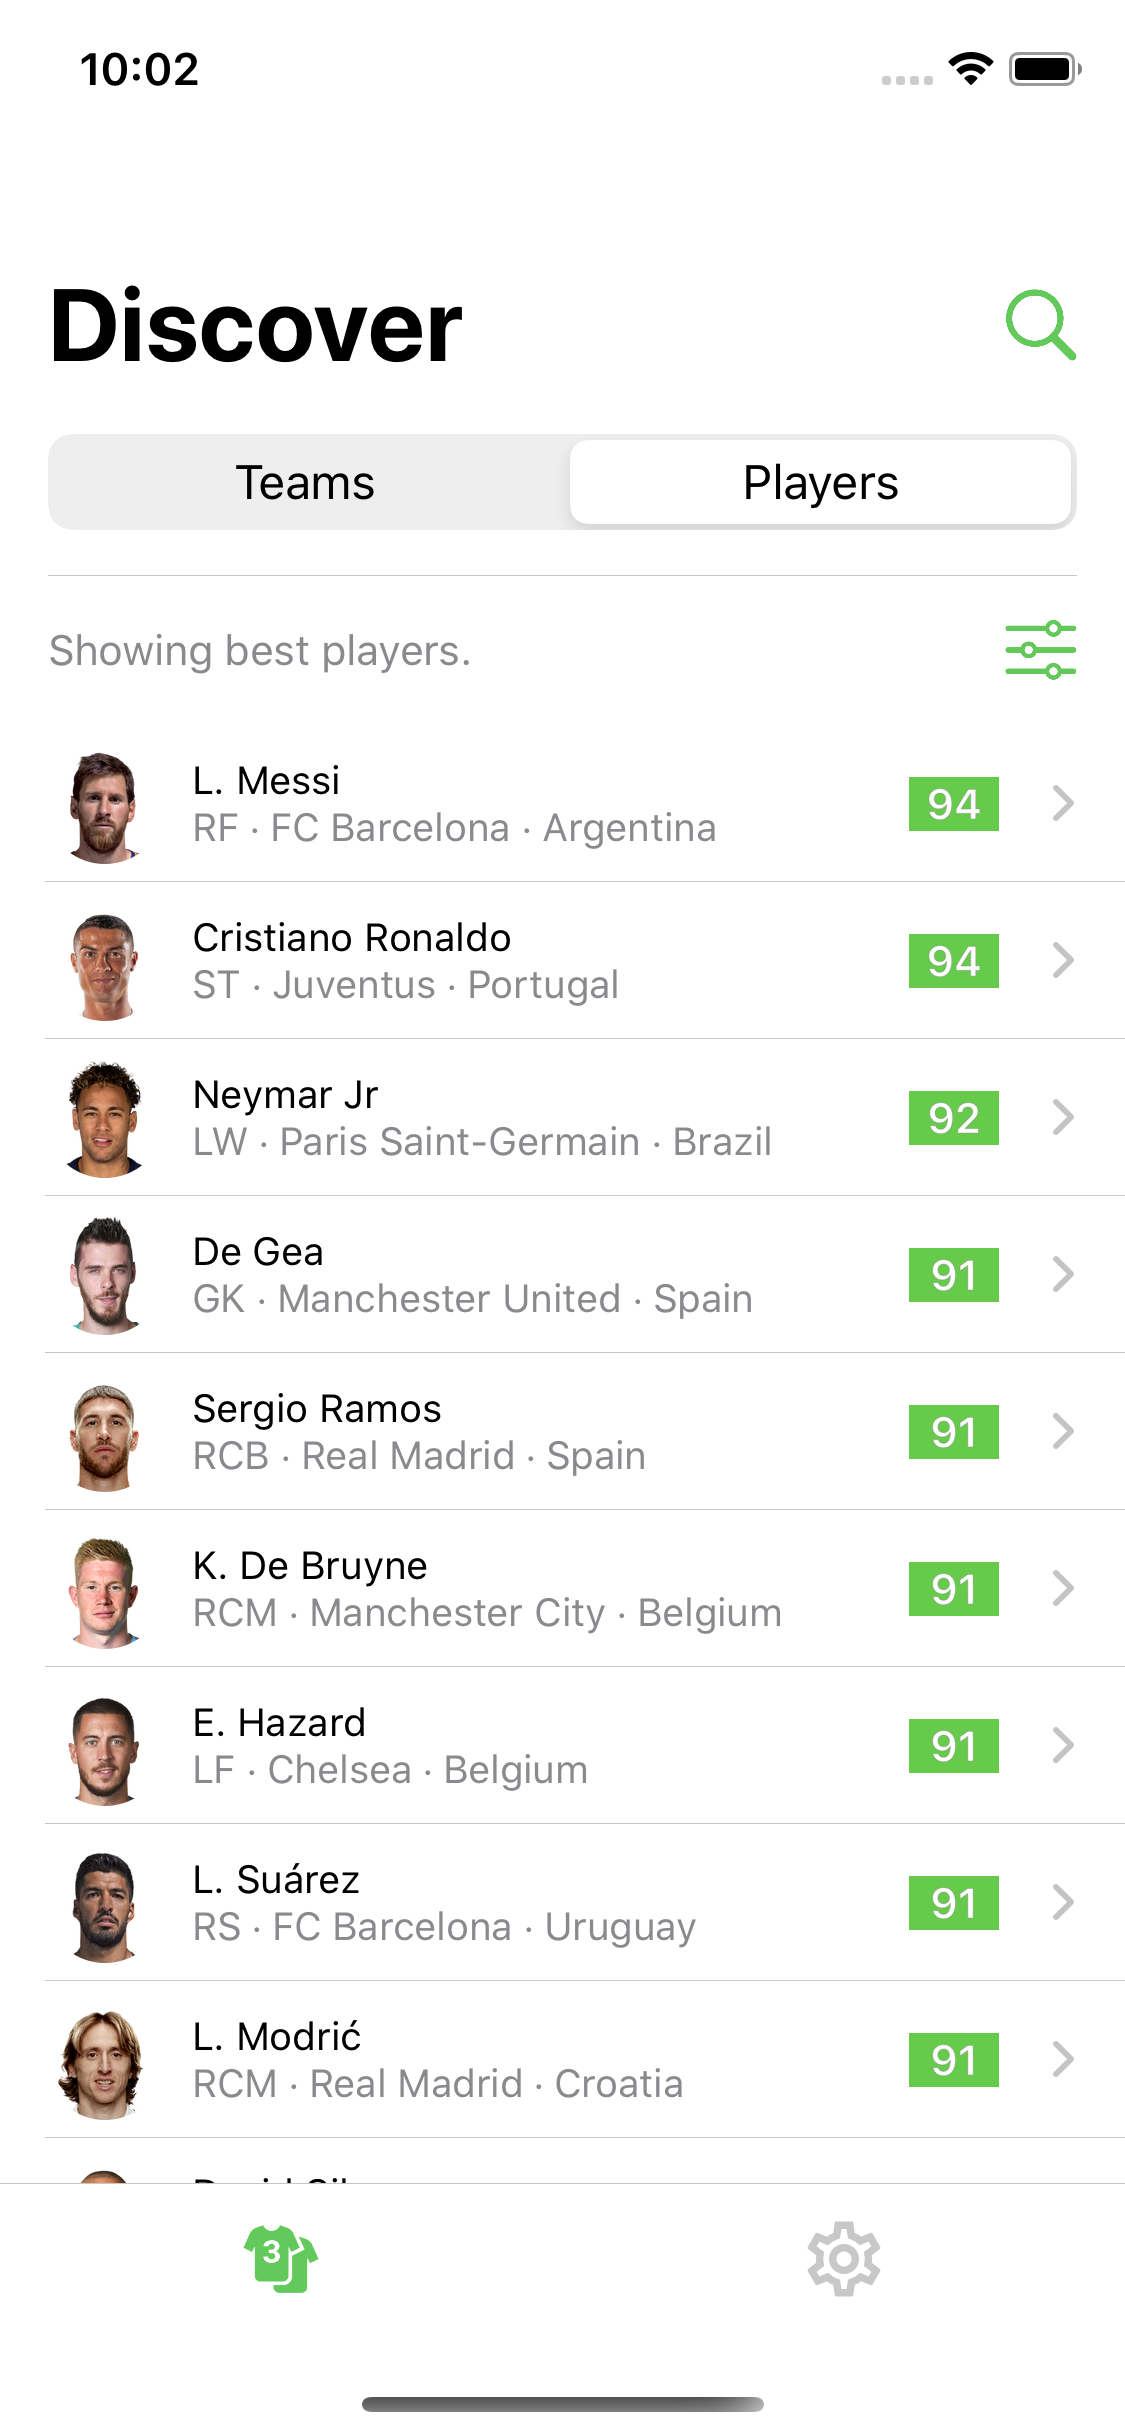 10:02
Discover
Teams Players
Showing best players.
L. Messi
RF · FC Barcelona · Argentina
94
Cristiano Ronaldo
ST · Juventus · Portugal
94
Neymar Jr
LW · Paris Saint-Germain · Brazil
92
De Gea
GK · Manchester United · Spain
91
Sergio Ramos
RCB · Real Madrid · Spain
91
K. De Bruyne
RCM · Manchester City · Belgium
91
E. Hazard
LF · Chelsea · Belgium
91
L. Suárez
RS · FC Barcelona · Uruguay
91
L. Modrić
RCM · Real Madrid · Croatia
91
3